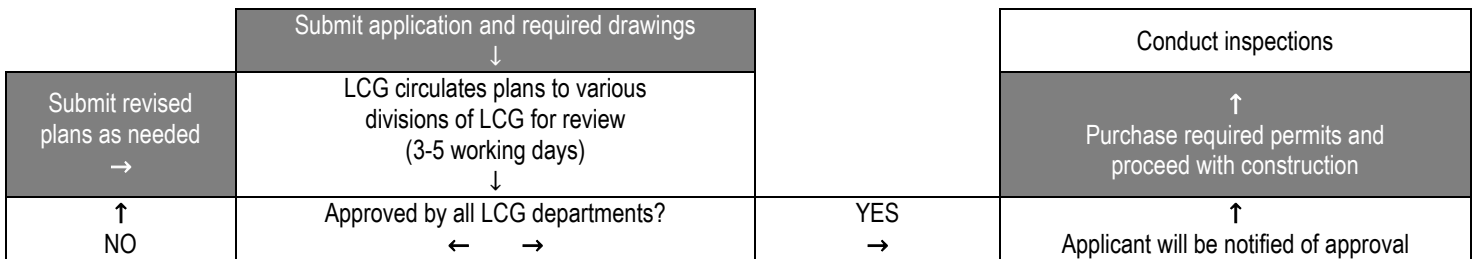 Submit application and required drawings
↓
Conduct inspections
Submit revised
plans as needed
→
LCG circulates plans to various
divisions of LCG for review
(3-5 working days)
↓
↑
Purchase required permits and
proceed with construction
↑
NO
Approved by all LCG departments?
← →
YES
→
↑
Applicant will be notified of approval